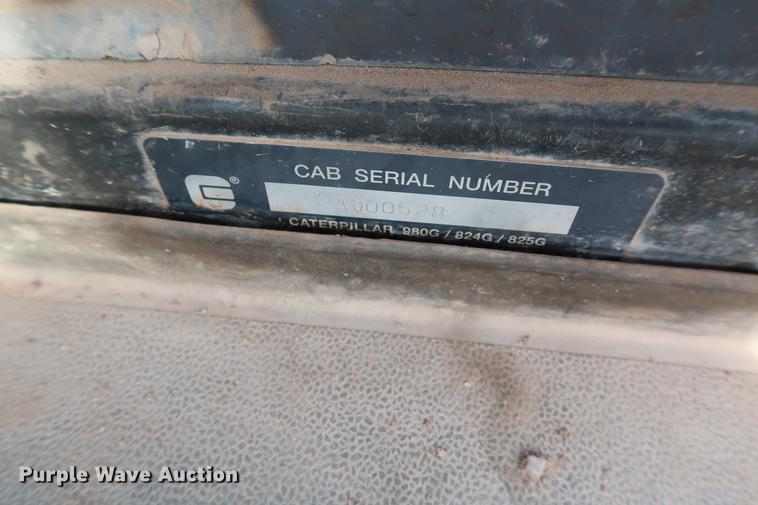 CAB SERIAL NUMBER
A000528
CATERPILLAR 980G / 824G / 825G
Purple Wave Auction